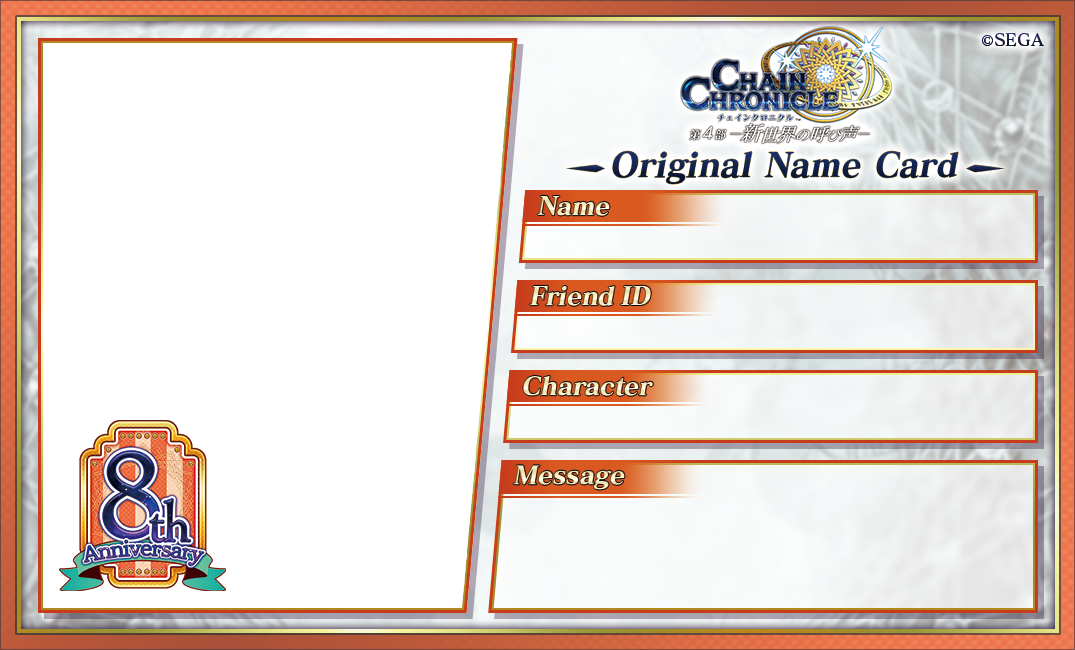 ©SEGA
CHAIN
CHRONICLE
チェインクロニクル
第4部 ―新世界の呼び声―
Original Name Card
Name
Friend ID
Character
Message
8th
Anniversary